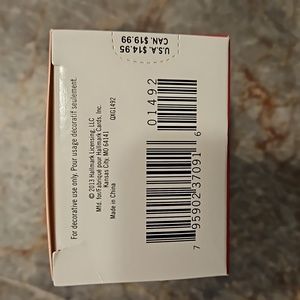 U.S.A. $14.95
CAN. $19.99
For decorative use only. Pour usage décoratif seulement.
© 2013 Hallmark Licensing, LLC
Mfd. for/Fabriqué pour Hallmark Cards, Inc.
Kansas City, MO 64141
Made in China
QXG1492
01492
7 95902 37091 6